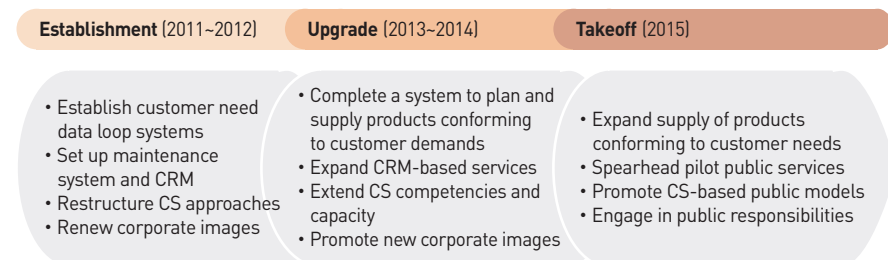 Establishment (2011~2012)
Upgrade (2013~2014)
Takeoff (2015)
• Establish customer need
data loop systems
• Set up maintenance
system and CRM
• Restructure CS approaches
• Renew corporate images
• Complete a system to plan and
supply products conforming
to customer demands
• Expand CRM-based services
• Extend CS competencies and
capacity
• Promote new corporate images
• Expand supply of products
conforming to customer needs
• Spearhead pilot public services
• Promote CS-based public models
• Engage in public responsibilities